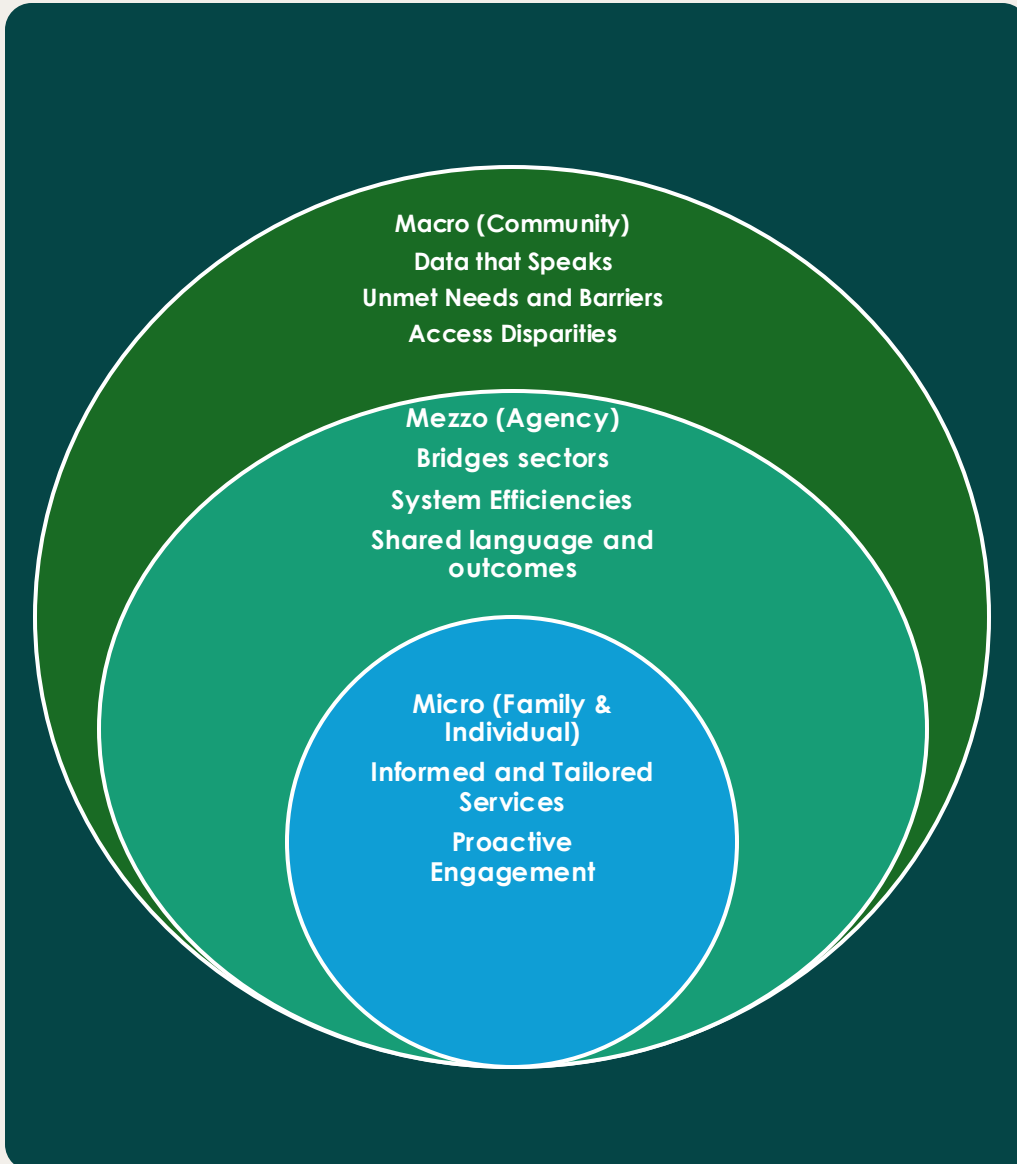 Macro (Community)
Data that Speaks
Unmet Needs and Barriers
Access Disparities
Mezzo (Agency)
Bridges sectors
System Efficiencies
Shared language and
outcomes
Micro (Family &
Individual)
Informed and Tailored
Services
Proactive
Engagement